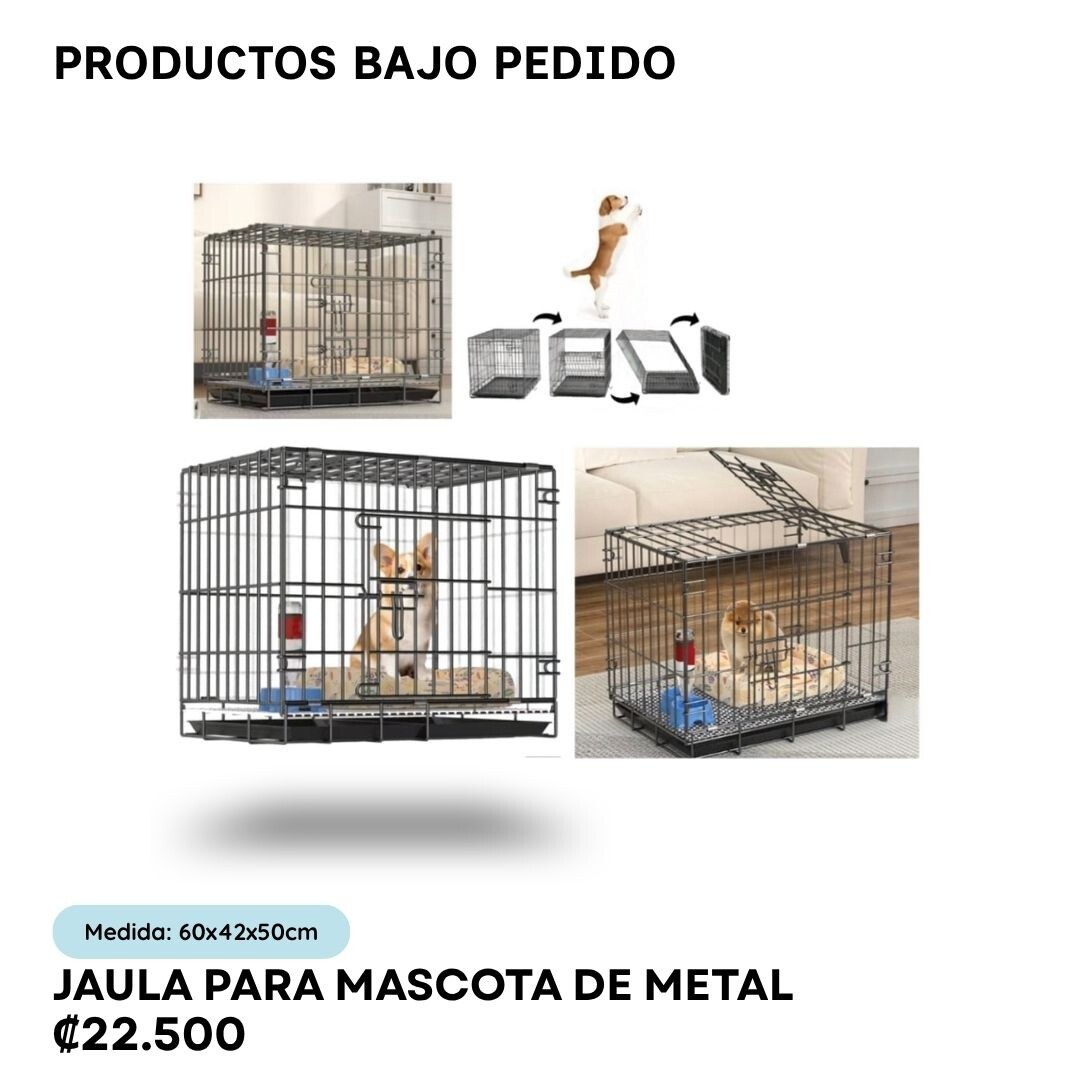 PRODUCTOS BAJO PEDIDO
Medida: 60x42x50cm
JAULA PARA MASCOTA DE METAL
₡22.500